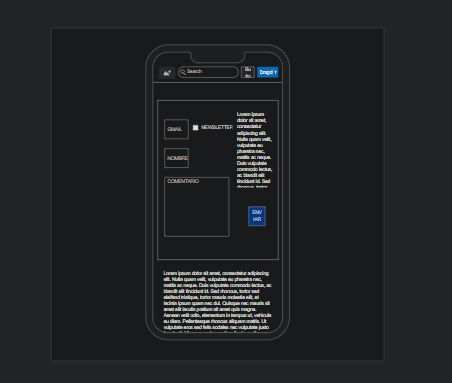 Search
Bu
tto
Dropd
GMAIL
NEWSLETTER
NOMBRE
COMENTARIO
Lorem ipsum
dolor sit amet,
consectetur
adipiscing elit.
Nulla quam velit,
vulputate eu
pharetra nec,
mattis ac neque.
Duis vulputate
commodo lectus,
ac blandit elit
tincidunt id. Sed
rhoncus, tortor
ENV
IAR
Lorem ipsum dolor sit amet, consectetur adipiscing
elit. Nulla quam velit, vulputate eu pharetra nec,
mattis ac neque. Duis vulputate commodo lectus, ac
blandit elit tincidunt id. Sed rhoncus, tortor sed
eleifend tristique, tortor mauris molestie elit, et
lacinia ipsum quam nec dui. Quisque nec mauris sit
amet elit iaculis pretium sit amet quis magna.
Aenean velit odio, elementum in tempus ut, vehicula
eu diam. Pellentesque rhoncus aliquam mattis. Ut
vulputate eros sed felis sodales nec vulputate justo